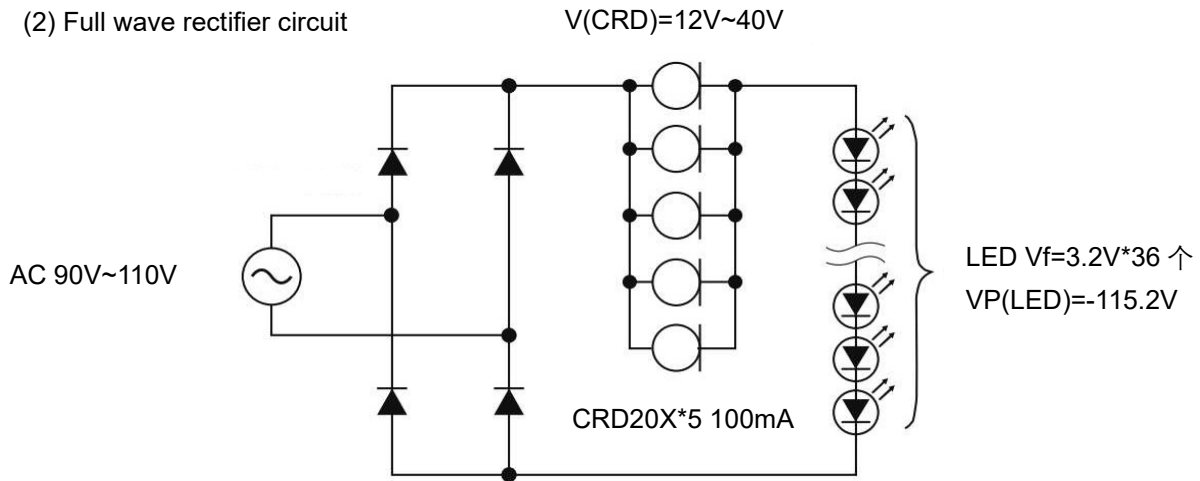 (2) Full wave rectifier circuit
V(CRD)=12V~40V
AC 90V~110V
LED Vf=3.2V*36 个
VP(LED)=-115.2V
CRD20X*5 100mA